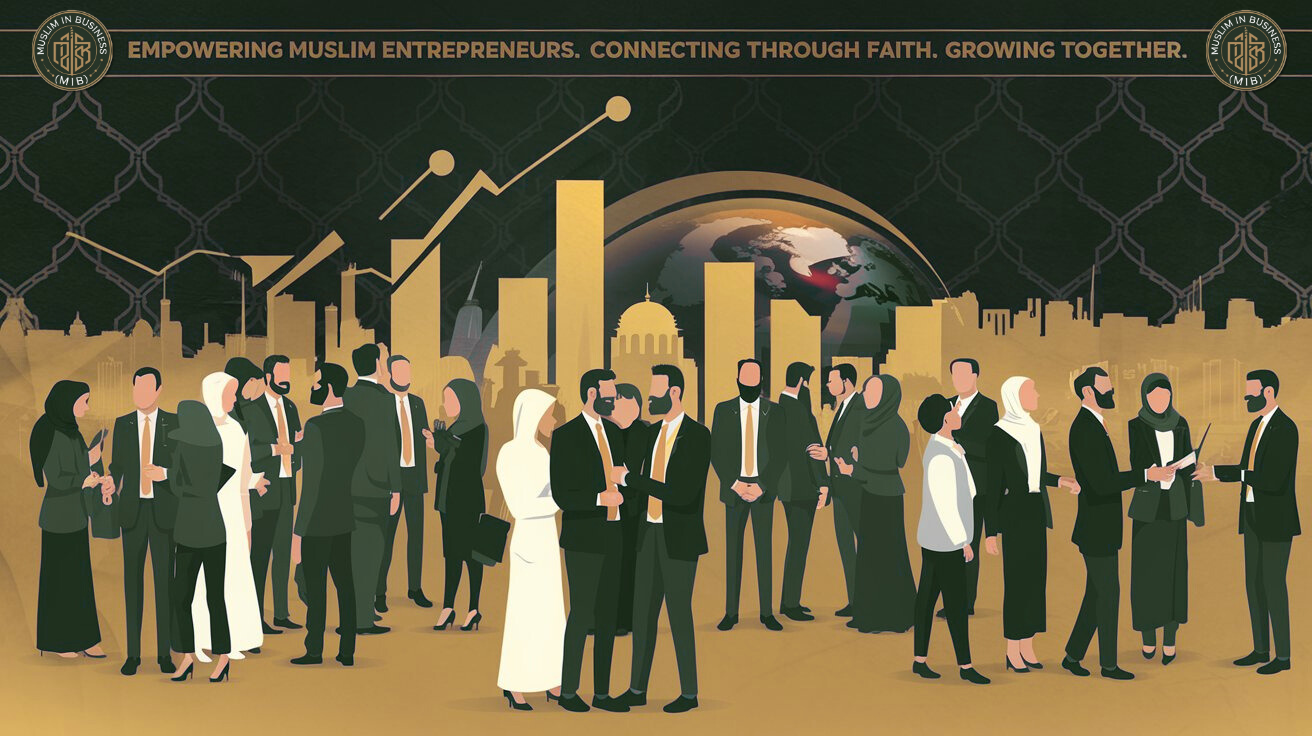 MUSLIM IN BUSINESS
(MIB)
EMPOWERING MUSLIM ENTREPRENEURS. CONNECTING THROUGH FAITH. GROWING TOGETHER.
MUSLIM IN BUSINESS
(MIB)